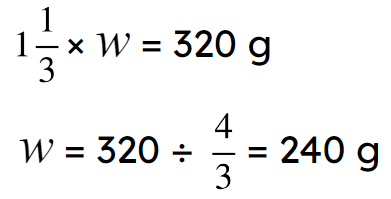 1 1/3 × w = 320 g
w = 320 ÷ 4/3 = 240 g